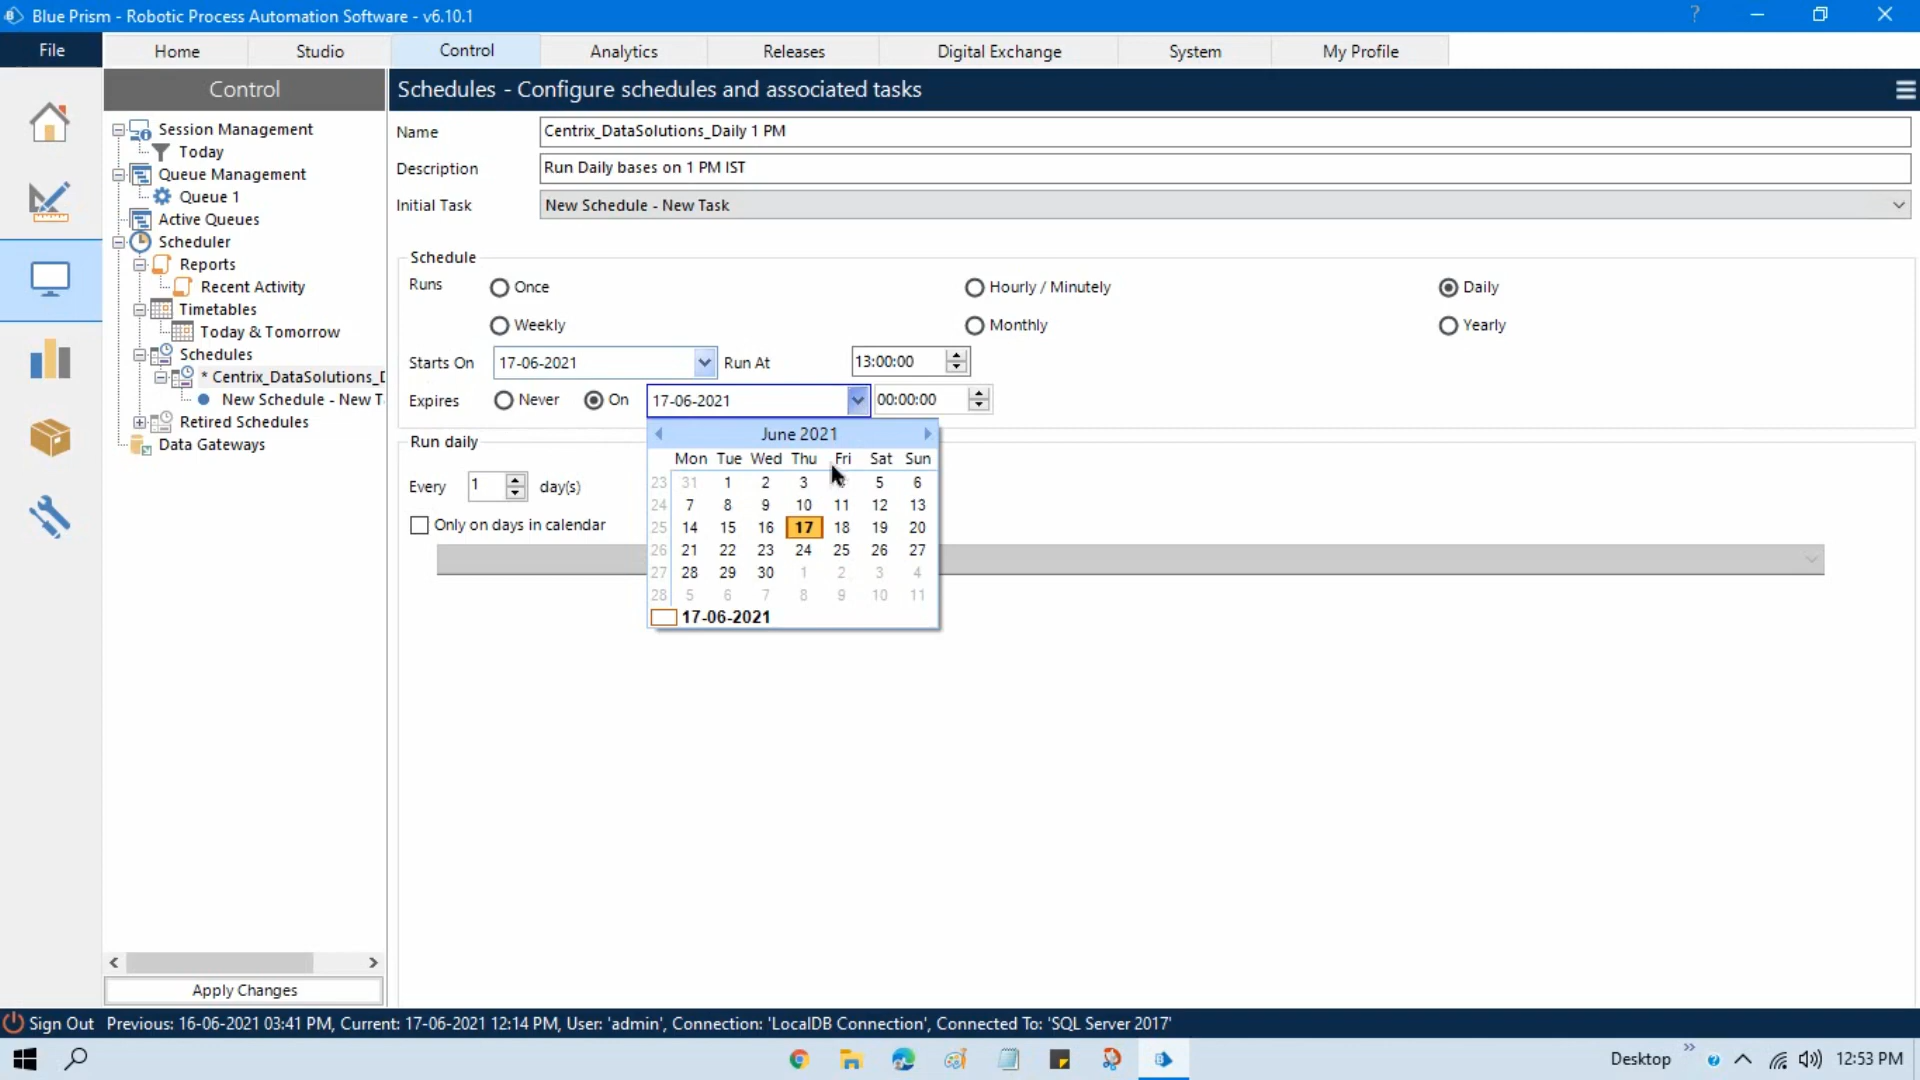 Blue Prism - Robotic Process Automation Software - v6.10.1
?
File Home Studio Control Analytics Releases Digital Exchange System My Profile
Control
Schedules - Configure schedules and associated tasks
Session Management
Today
Queue Management
Queue 1
Active Queues
Scheduler
Reports
Recent Activity
Timetables
Today & Tomorrow
Schedules
* Centrix_DataSolutions_D
New Schedule - New T
Retired Schedules
Data Gateways
Apply Changes
Name Centrix_DataSolutions_Daily 1 PM
Description Run Daily bases on 1 PM IST
Initial Task New Schedule - New Task
Schedule
Runs Once Hourly / Minutely Daily
Weekly Monthly Yearly
Starts On 17-06-2021 Run At 13:00:00
Expires Never On 17-06-2021 00:00:00
Run daily
Every 1 day(s)
Only on days in calendar
June 2021
Mon Tue Wed Thu Fri Sat Sun
23 31 1 2 3 5 6
24 7 8 9 10 11 12 13
25 14 15 16 17 18 19 20
26 21 22 23 24 25 26 27
27 28 29 30 1 2 3 4
28 5 6 7 8 9 10 11
17-06-2021
Sign Out Previous: 16-06-2021 03:41 PM, Current: 17-06-2021 12:14 PM, User: 'admin', Connection: 'LocalDB Connection', Connected To: 'SQL Server 2017'
Desktop 12:53 PM